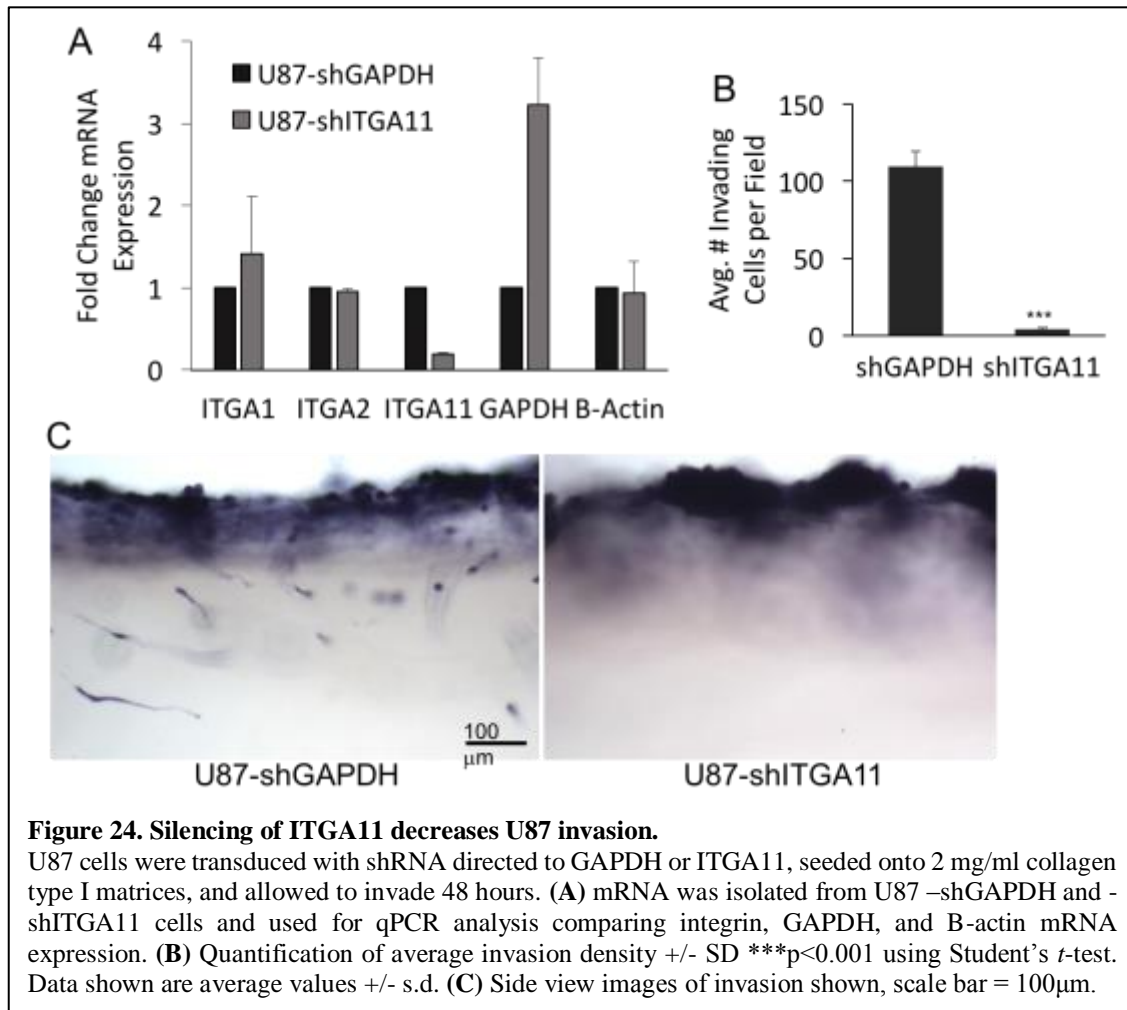 A
4
3
2
1
0
Fold Change mRNA
Expression
U87-shGAPDH
U87-shITGA11
ITGA1 ITGA2 ITGA11 GAPDH B-Actin
B
150
100
50
0
Avg. # Invading
Cells per Field
***
shGAPDH shITGA11
C
100
μm
U87-shGAPDH
U87-shITGA11
Figure 24. Silencing of ITGA11 decreases U87 invasion.
U87 cells were transduced with shRNA directed to GAPDH or ITGA11, seeded onto 2 mg/ml collagen
type I matrices, and allowed to invade 48 hours. (A) mRNA was isolated from U87 –shGAPDH and -
shITGA11 cells and used for qPCR analysis comparing integrin, GAPDH, and B-actin mRNA
expression. (B) Quantification of average invasion density +/- SD ***p<0.001 using Student’s t-test.
Data shown are average values +/- s.d. (C) Side view images of invasion shown, scale bar = 100μm.